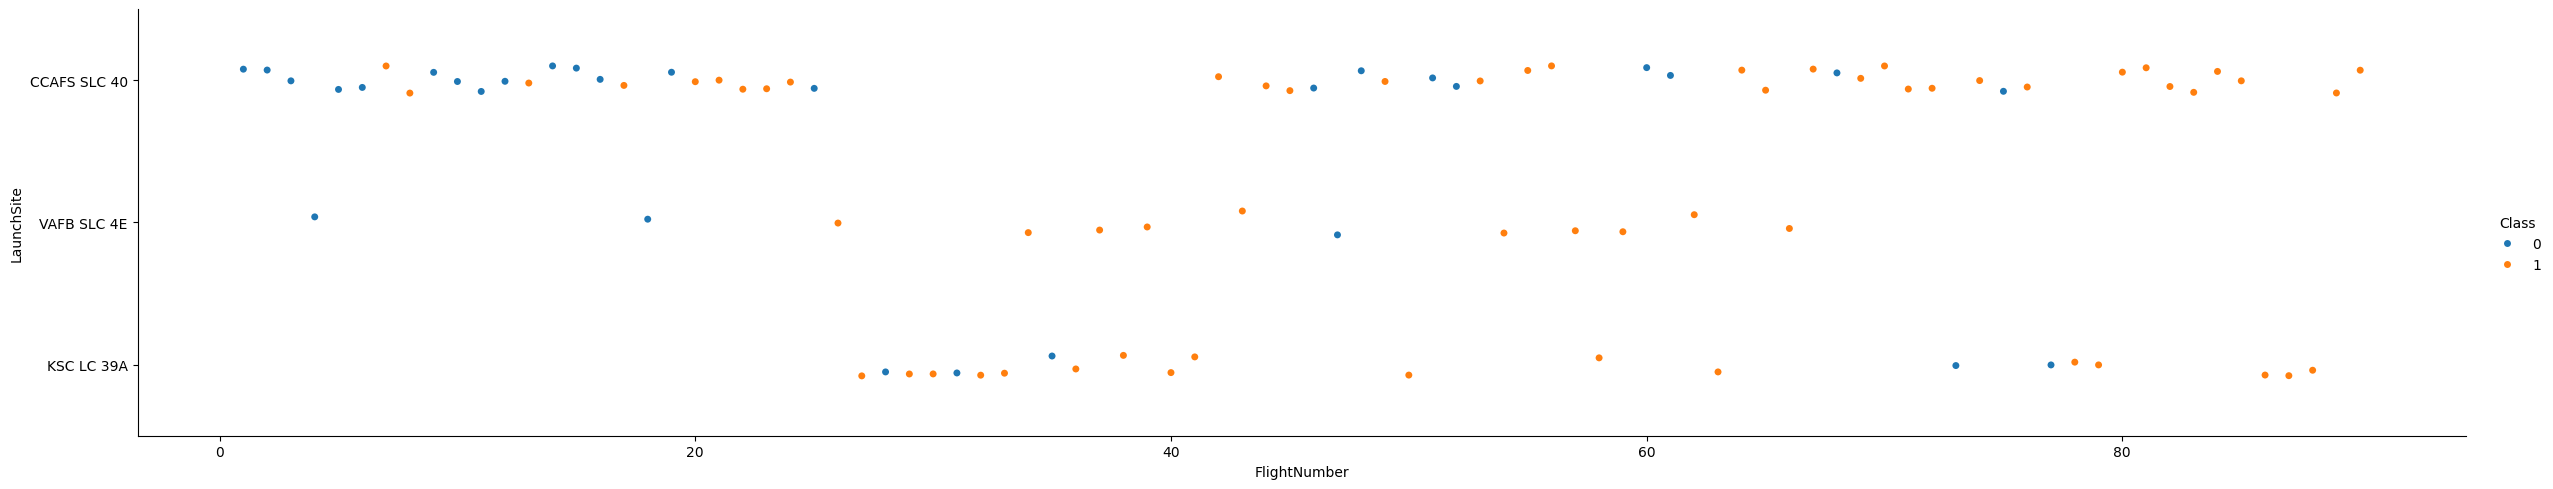 CCAFS SLC 40
VAFB SLC 4E
KSC LC 39A
LaunchSite
0 20 40 60 80
FlightNumber
Class
0
1